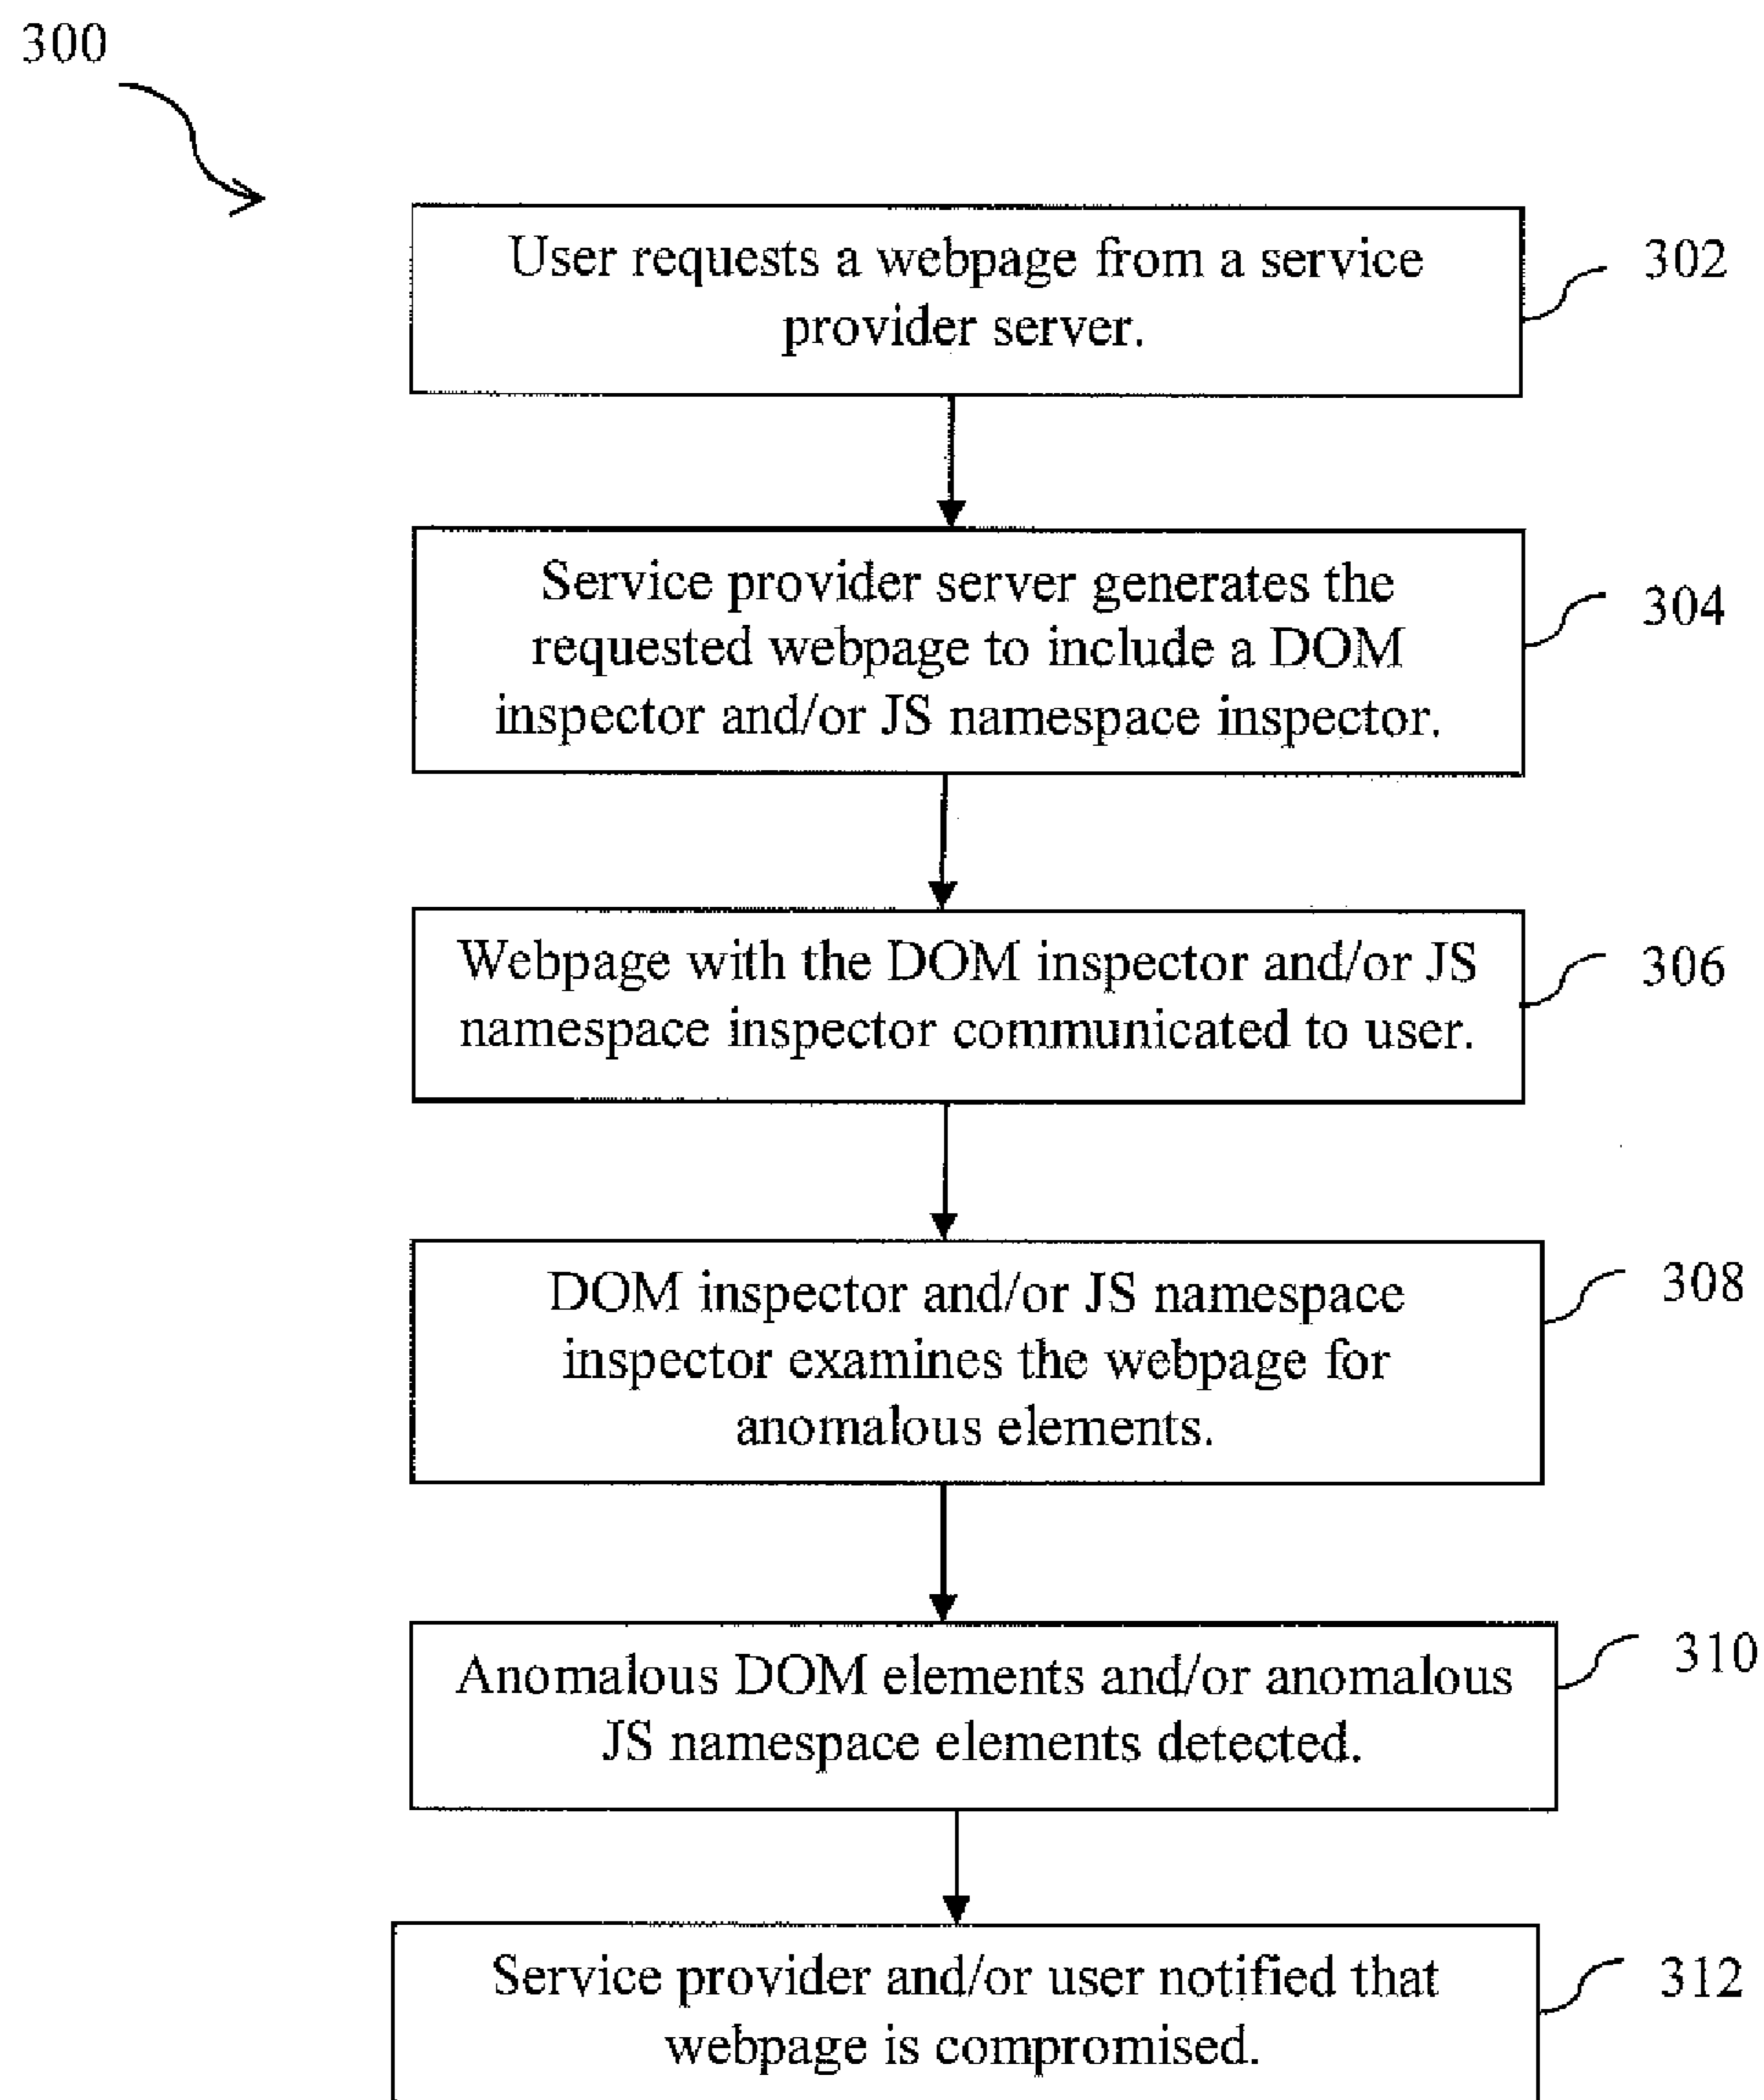 300
User requests a webpage from a service
provider server.
302
Service provider server generates the
requested webpage to include a DOM
inspector and/or JS namespace inspector.
304
Webpage with the DOM inspector and/or JS
namespace inspector communicated to user.
306
DOM inspector and/or JS namespace
inspector examines the webpage for
anomalous elements.
308
Anomalous DOM elements and/or anomalous
JS namespace elements detected.
310
Service provider and/or user notified that
webpage is compromised.
312